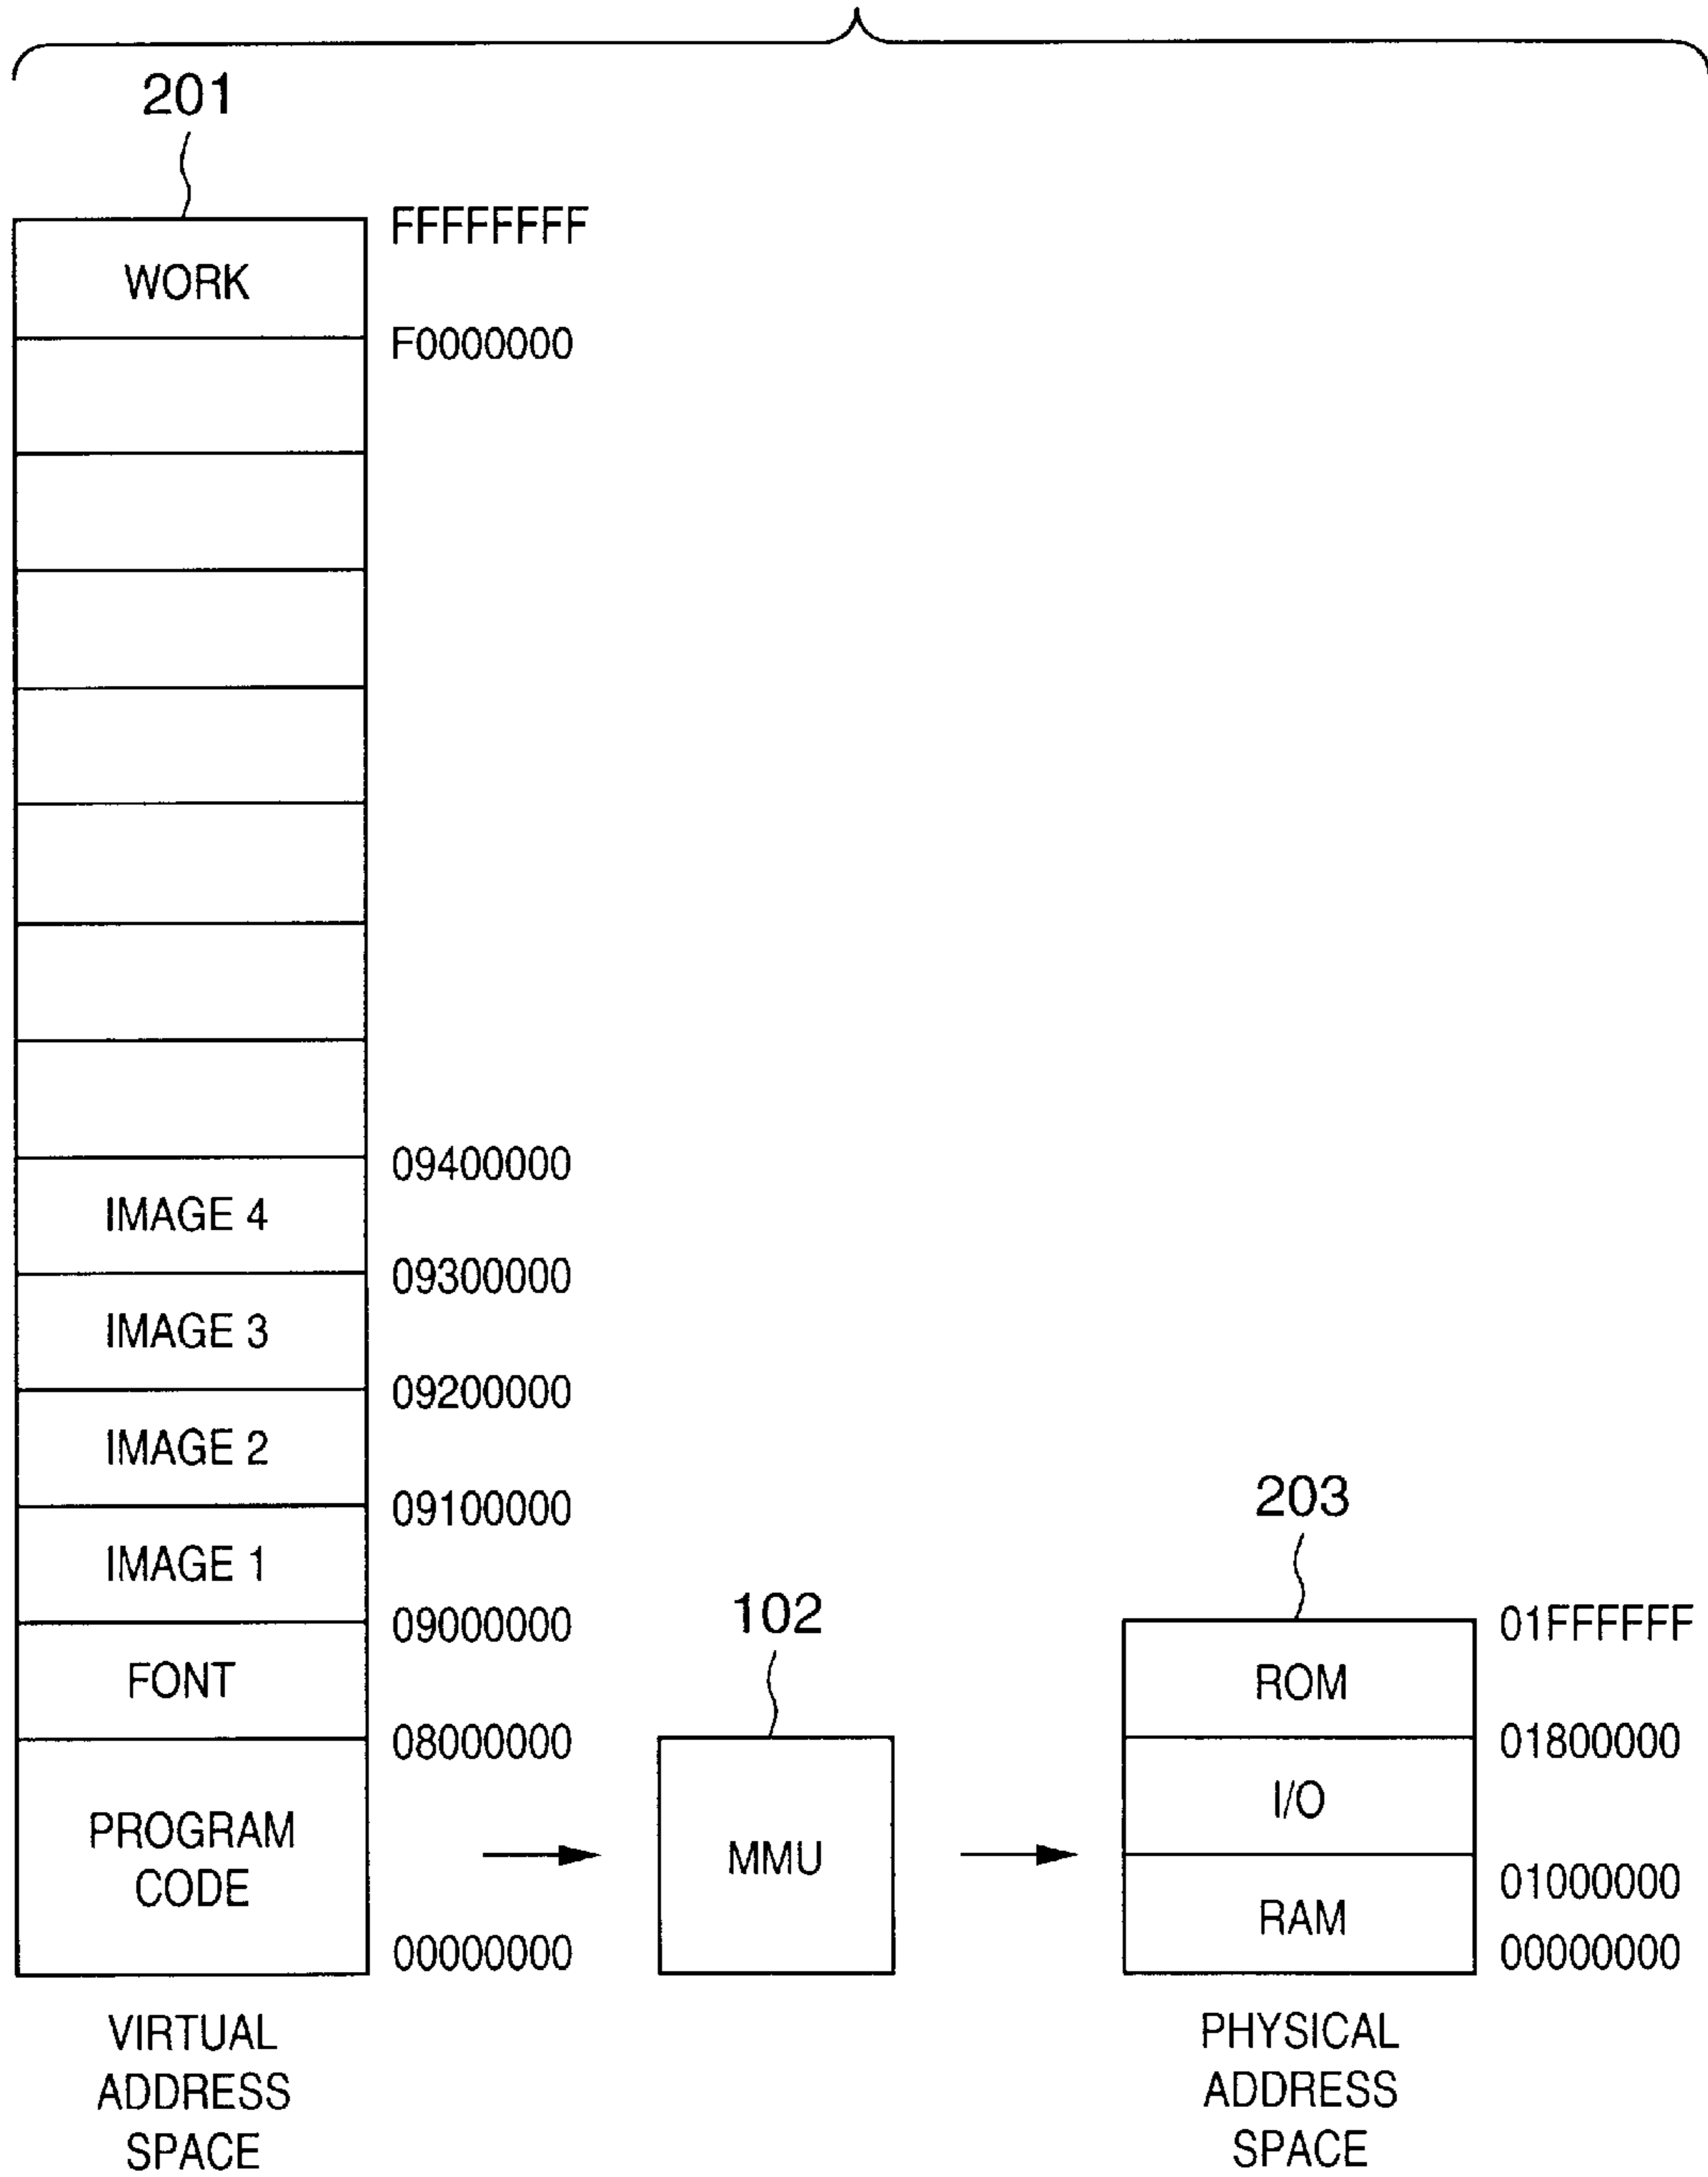 201
FFFFFFFF
WORK
F0000000
09400000
IMAGE 4
09300000
IMAGE 3
09200000
IMAGE 2
09100000
IMAGE 1
09000000
FONT
08000000
PROGRAM
CODE
00000000
VIRTUAL
ADDRESS
SPACE
102
MMU
203
01FFFFFF
ROM
01800000
I/O
01000000
RAM
00000000
PHYSICAL
ADDRESS
SPACE